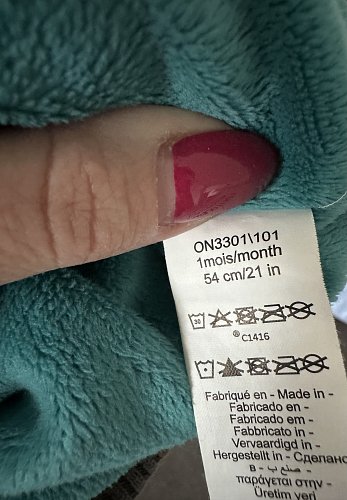 ON3301\101
1mois/month
54 cm/21 in
30
®C1416
Fabriqué en - Made in -
Fabricado en -
Fabricado em -
Fabbricato in -
Vervaardigd in -
Hergestellt in - Сделано
в - صنع ب -
παράγεται στην -
Üretim yeri